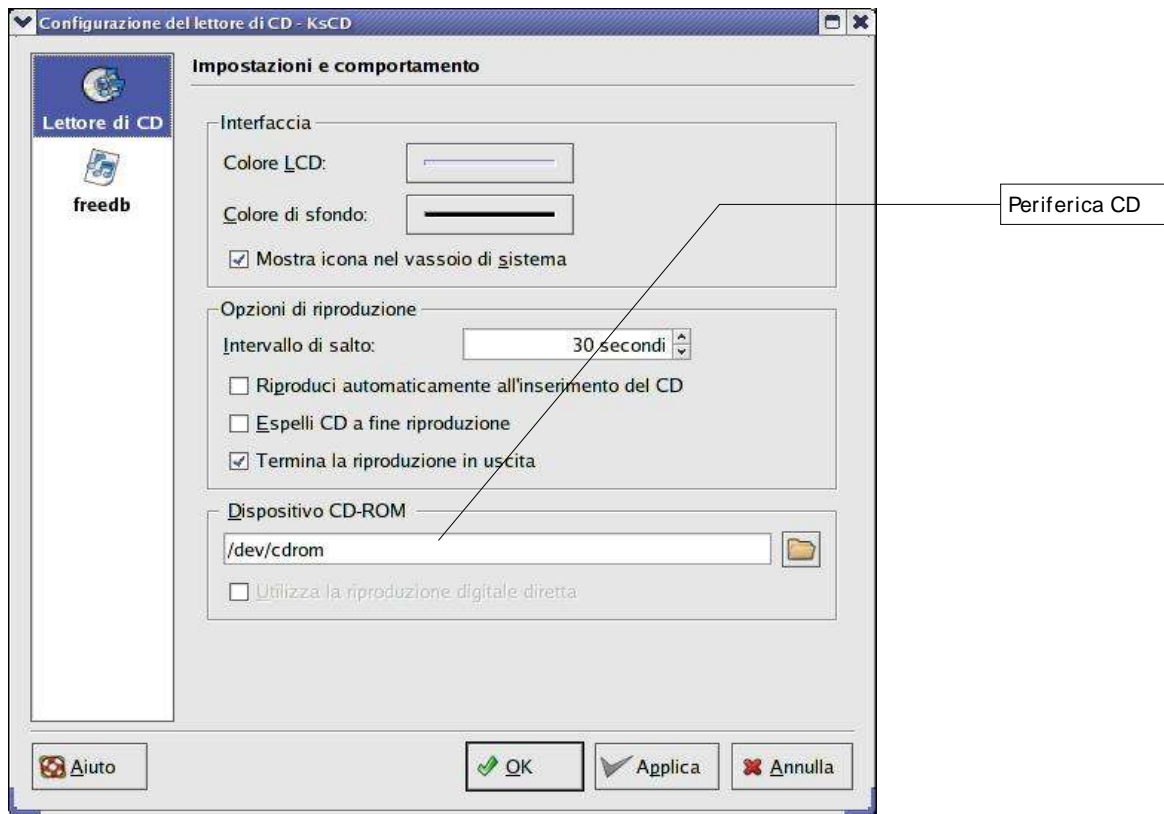 Configurazione del lettore di CD - KsCD
Lettore di CD
freedb
Impostazioni e comportamento
Interfaccia
Colore LCD:
Colore di sfondo:
Mostra icona nel vassoio di sistema
Opzioni di riproduzione
Intervallo di salto:
30 secondi
Riproduci automaticamente all'inserimento del CD
Espelli CD a fine riproduzione
Termina la riproduzione in uscita
Dispositivo CD-ROM
/dev/cdrom
Utilizza la riproduzione digitale diretta
Aiuto
OK
Applica
Annulla
Periferica CD